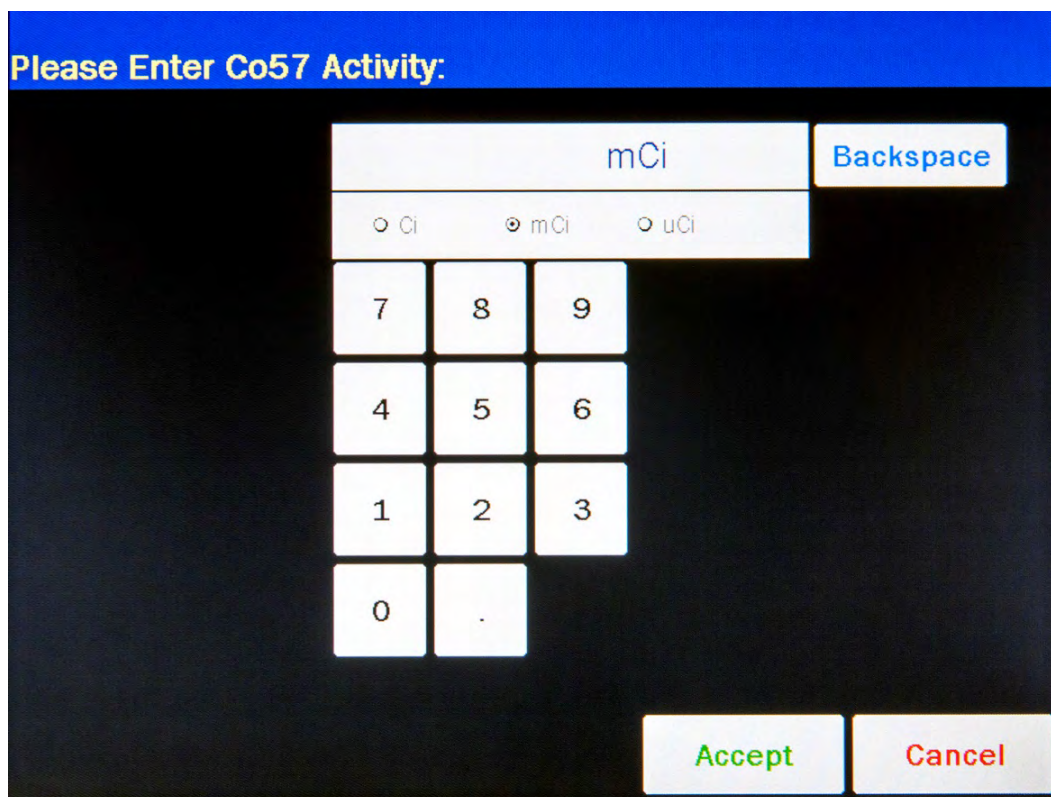 Please Enter Co57 Activity:
mCi Backspace
Ci mCi uCi
7 8 9
4 5 6
1 2 3
0 .
Accept Cancel